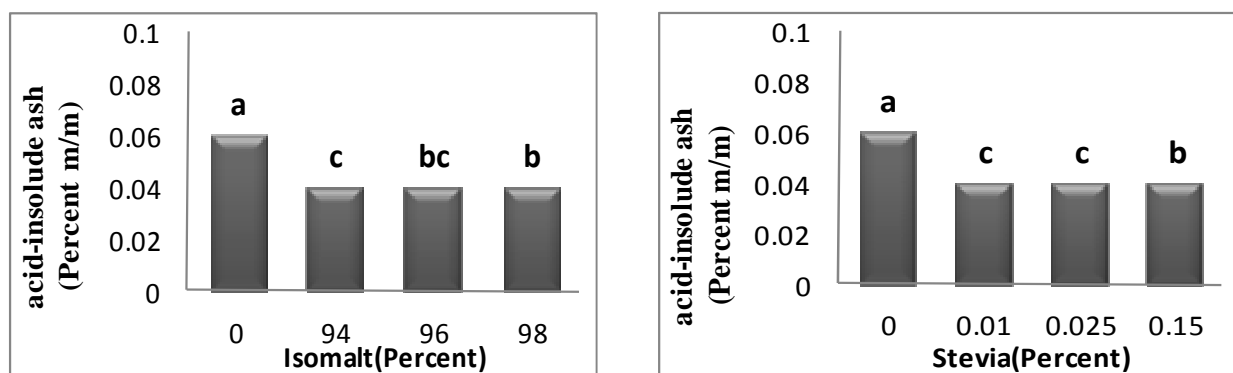 acid-insolude ash
(Percent m/m)
0.1
0.08
0.06
0.04
0.02
0
a
c
bc
b
0 94 96 98
Isomalt(Percent)
acid-insolude ash
(Percent m/m)
0.1
0.08
0.06
0.04
0.02
0
a
c
c
b
0 0.01 0.025 0.15
Stevia(Percent)